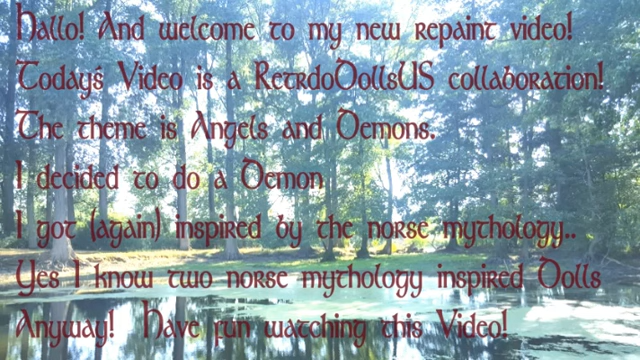 Hallo! And welcome to my new repaint video!
Today's Video is a RetrdoDollsUS collaboration!
The theme is Angels and Demons.
I decided to do a Demon
I got (again) inspired by the norse mythology..
Yes I know two norse mythology inspired Dolls
Anyway! Have fun watching this Video!